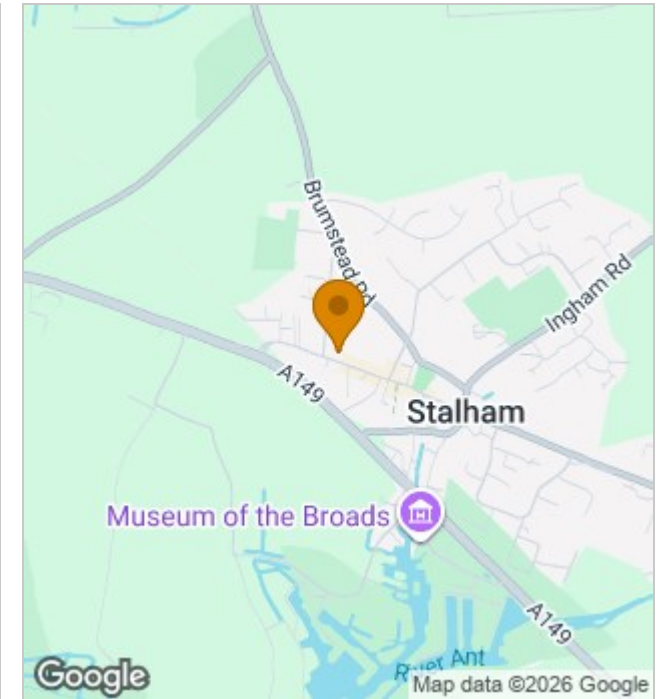 Brumstead Rd
Ingham Rd
A149
Stalham
Museum of the Broads
A149
River Ant
Google
Map data ©2026 Google